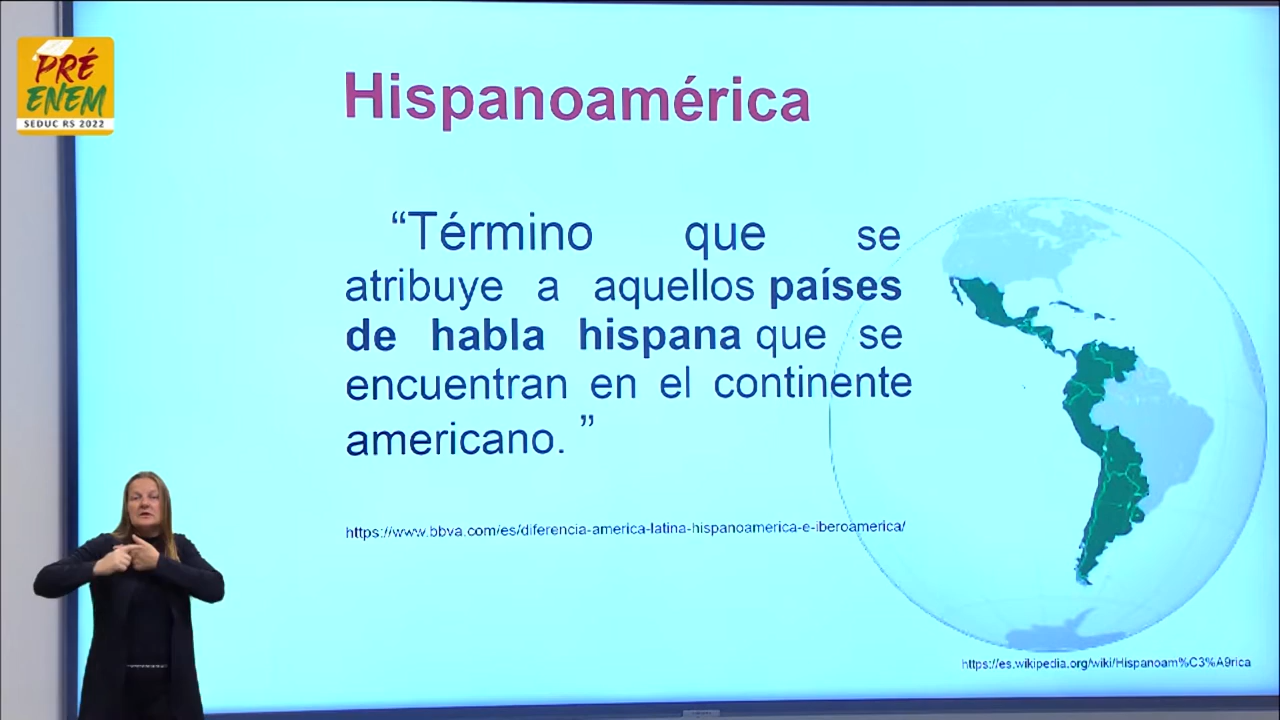 PRÉ
ENEM
SEDUC RS 2022
Hispanoamérica
“Término que se
atribuye a aquellos países
de habla hispana que se
encuentran en el continente
americano. ”
https://www.bbva.com/es/diferencia-america-latina-hispanoamerica-e-iberoamerica/
https://es.wikipedia.org/wiki/Hispanoam%C3%A9rica